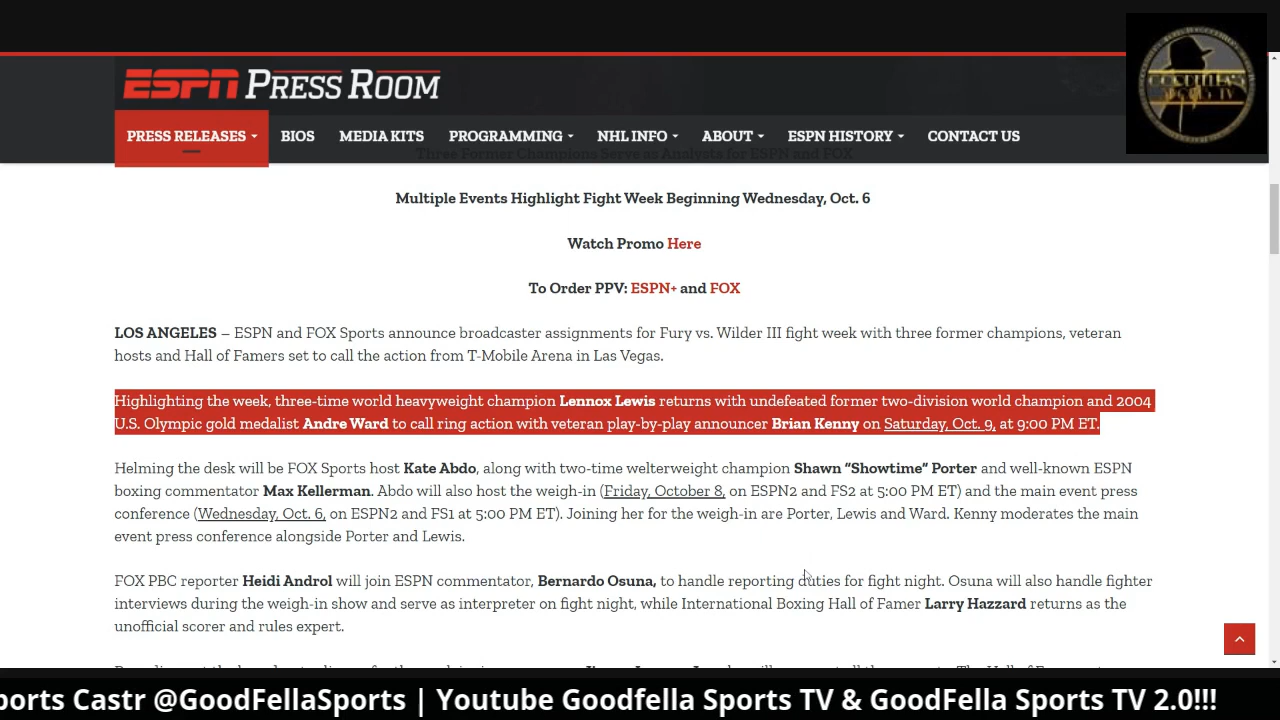 ESPN PRESS ROOM
GOODFELLA'S
SPORTS TV
PRESS RELEASES BIOS MEDIA KITS PROGRAMMING NHL INFO ABOUT ESPN HISTORY CONTACT US
Three Former Champions Serve as Analysts for ESPN and FOX
Multiple Events Highlight Fight Week Beginning Wednesday, Oct. 6
Watch Promo Here
To Order PPV: ESPN+ and FOX
LOS ANGELES – ESPN and FOX Sports announce broadcaster assignments for Fury vs. Wilder III fight week with three former champions, veteran
hosts and Hall of Famers set to call the action from T-Mobile Arena in Las Vegas.
Highlighting the week, three-time world heavyweight champion Lennox Lewis returns with undefeated former two-division world champion and 2004
U.S. Olympic gold medalist Andre Ward to call ring action with veteran play-by-play announcer Brian Kenny on Saturday, Oct. 9, at 9:00 PM ET.
Helming the desk will be FOX Sports host Kate Abdo, along with two-time welterweight champion Shawn “Showtime” Porter and well-known ESPN
boxing commentator Max Kellerman. Abdo will also host the weigh-in (Friday, October 8, on ESPN2 and FS2 at 5:00 PM ET) and the main event press
conference (Wednesday, Oct. 6, on ESPN2 and FS1 at 5:00 PM ET). Joining her for the weigh-in are Porter, Lewis and Ward. Kenny moderates the main
event press conference alongside Porter and Lewis.
FOX PBC reporter Heidi Androl will join ESPN commentator, Bernardo Osuna, to handle reporting duties for fight night. Osuna will also handle fighter
interviews during the weigh-in show and serve as interpreter on fight night, while International Boxing Hall of Famer Larry Hazzard returns as the
unofficial scorer and rules expert.
ports Castr @GoodFellaSports | Youtube Goodfella Sports TV & GoodFella Sports TV 2.0!!!